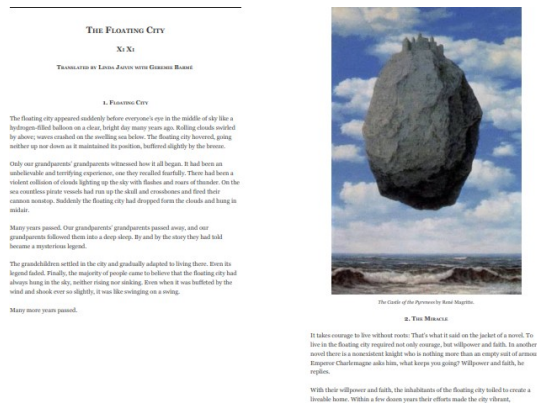 The Floating City
Xi Xi
Translated by Linda Jaivin with Geremie Barmé
1. Floating City
The floating city appeared suddenly before everyone's eye in the middle of sky like a
hydrogen-filled balloon on a clear, bright day many years ago. Rolling clouds swirled
by above; waves crashed on the swelling sea below. The floating city hovered, going
neither up nor down as it maintained its position, buffeted slightly by the breeze.
Only our grandparents' grandparents witnessed how it all began. It had been an
unbelievable and terrifying experience, one they recalled fearfully. There had been a
violent collision of clouds lighting up the sky with flashes and roars of thunder. On the
sea countless pirate vessels had run up the skull and crossbones and fired their
cannon nonstop. Suddenly the floating city had dropped form the clouds and hung in
midair.
Many years passed. Our grandparents' grandparents passed away, and our
grandparents followed them into a deep sleep. By and by the story they had told
became a mysterious legend.
The grandchildren settled in the city and gradually adapted to living there. Even its
legend faded. Finally, the majority of people came to believe that the floating city had
always hung in the sky, neither rising nor sinking. Even when it was buffeted by the
wind and shook ever so slightly, it was like swinging on a swing.
Many more years passed.
The Castle of the Pyrenees by René Magritte.
2. The Miracle
It takes courage to live without roots: That's what it said on the jacket of a novel. To
live in the floating city required not only courage, but willpower and faith. In another
novel there is a nonexistent knight who is nothing more than an empty suit of armour
Emperor Charlemagne asks him, what keeps you going? Willpower and faith, he
replies.
With their willpower and faith, the inhabitants of the floating city toiled to create a
liveable home. Within a few dozen years their efforts made the city vibrant,